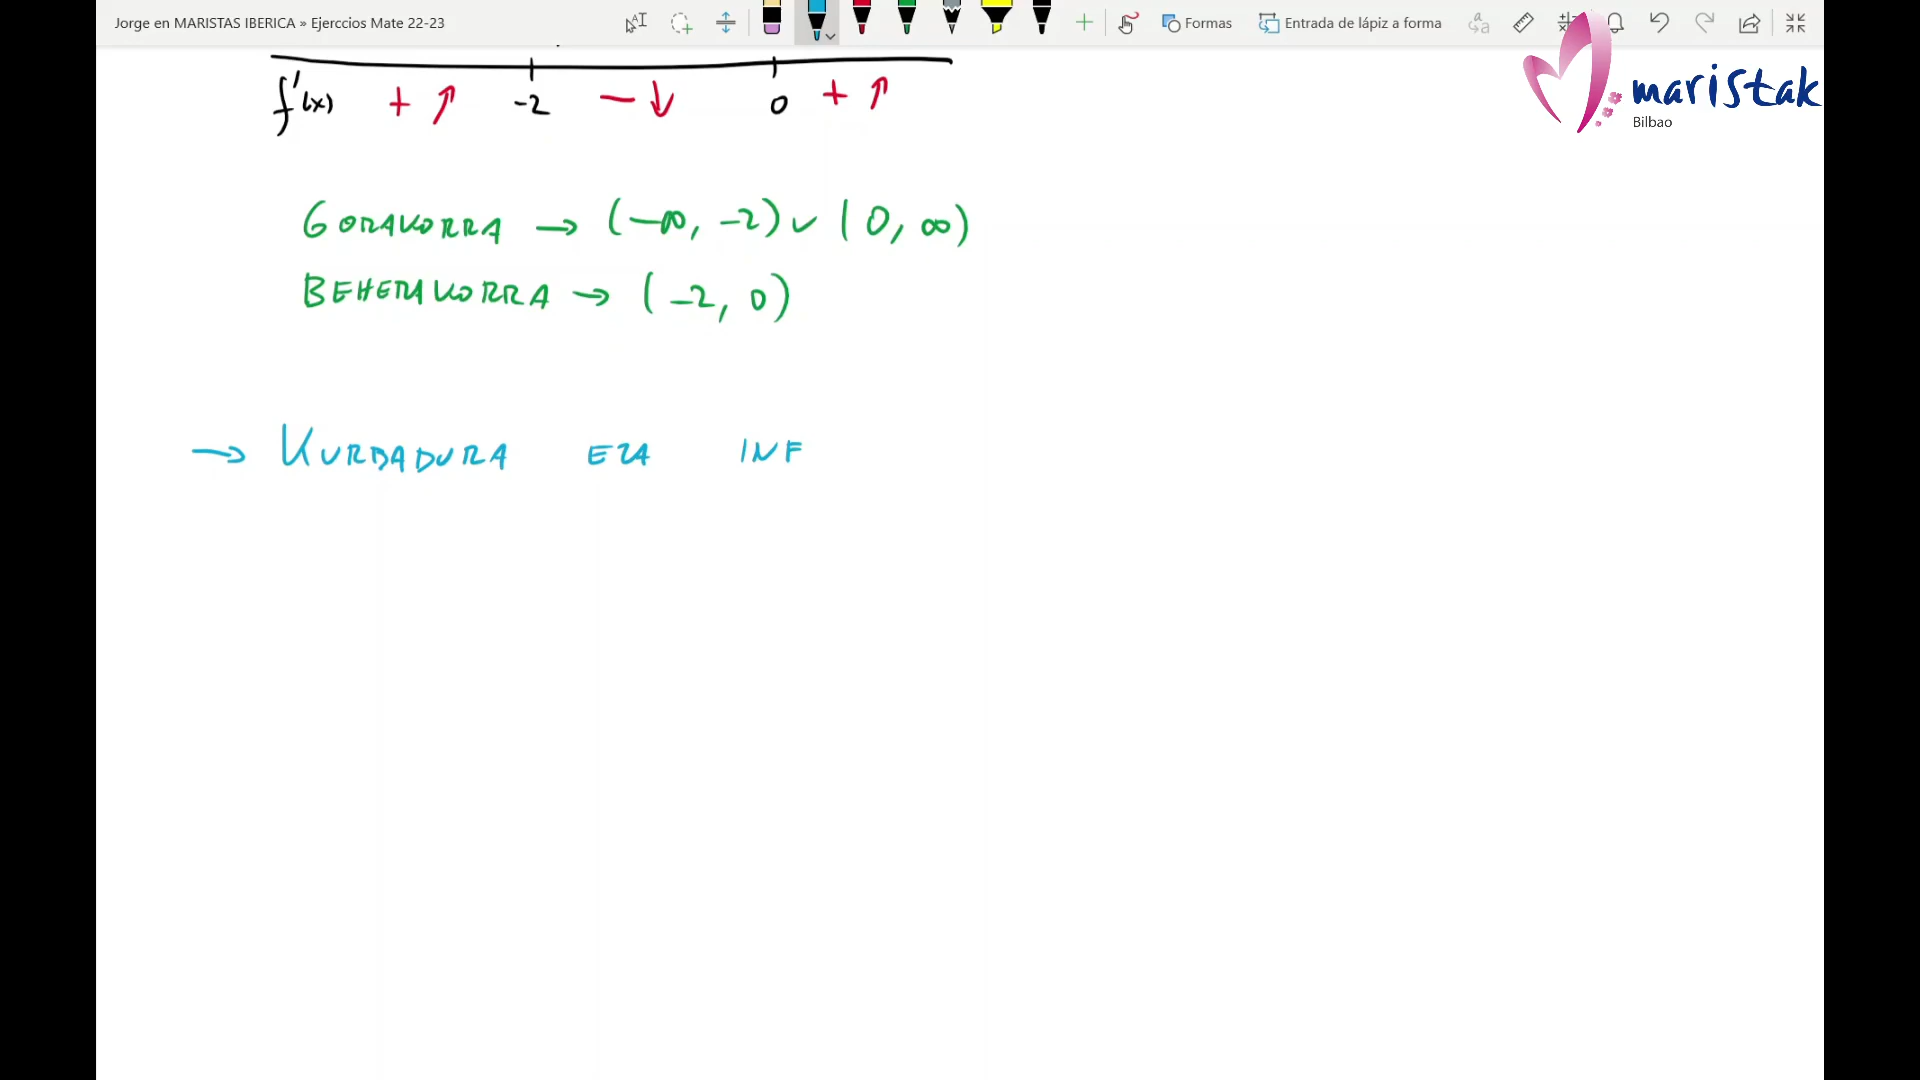 Jorge en MARISTAS IBERICA » Ejerccios Mate 22-23
Formas
Entrada de lápiz a forma
maristak
Bilbao
f'(x) + ↑ -2 - ↓ 0 + ↑
GORAKORRA → (-∞, -2) ∪ (0, ∞)
BEHERAKORRA → (-2, 0)
→ KURBADURA ETA INF